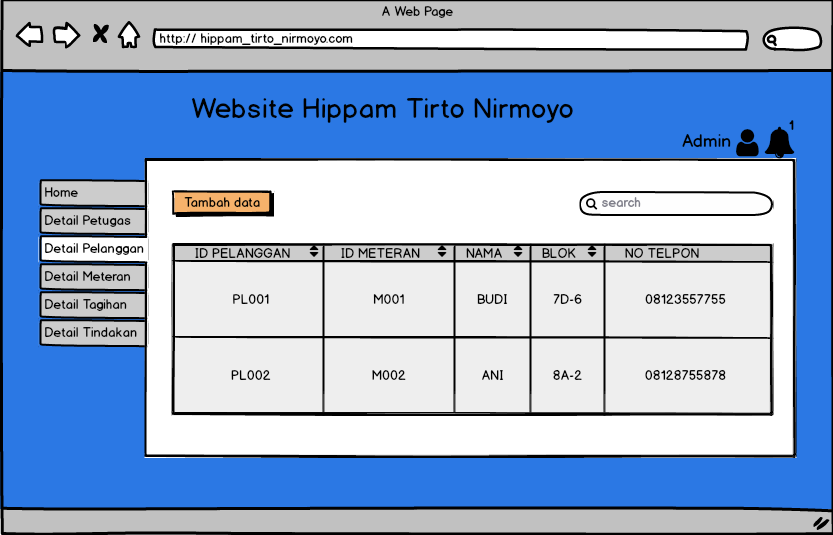 A Web Page
http:// hippam_tirto_nirmoyo.com
Website Hippam Tirto Nirmoyo
1
Admin
Home
Detail Petugas
Detail Pelanggan
Detail Meteran
Detail Tagihan
Detail Tindakan
Tambah data
search
ID PELANGGAN ID METERAN NAMA BLOK NO TELPON
PL001 M001 BUDI 7D-6 08123557755
PL002 M002 ANI 8A-2 08128755878